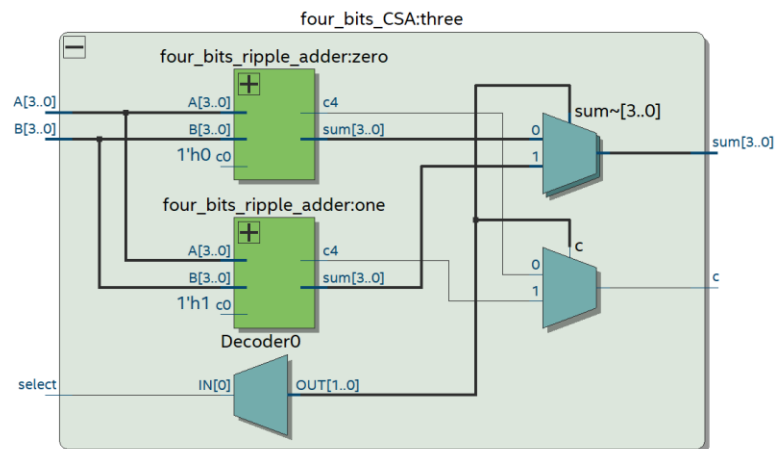 four_bits_CSA:three
four_bits_ripple_adder:zero
A[3..0]
B[3..0]
A[3..0]
B[3..0]
1'h0 c0
c4
sum[3..0]
sum~[3..0]
0
1
sum[3..0]
four_bits_ripple_adder:one
A[3..0]
B[3..0]
1'h1 c0
c4
sum[3..0]
c
0
1
c
Decoder0
select
IN[0]
OUT[1..0]